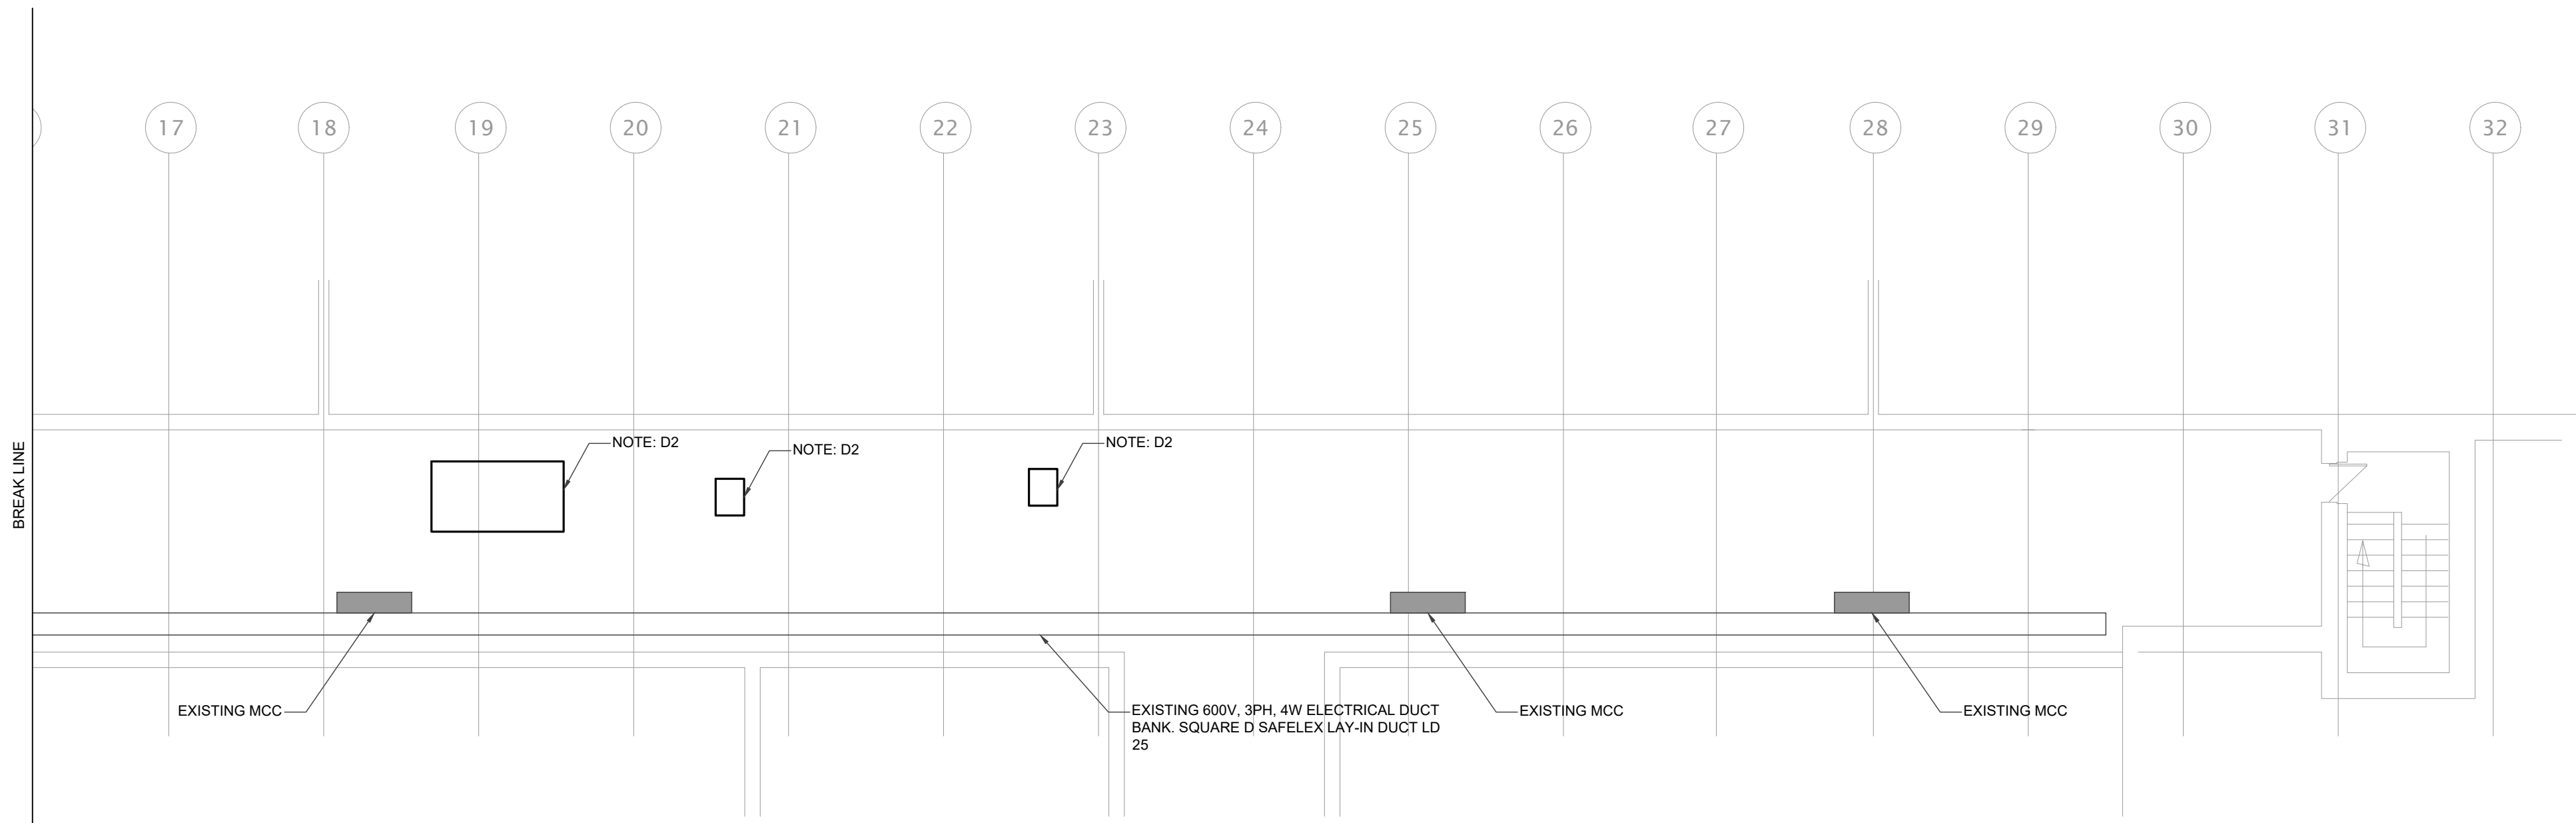 17
18
19
20
21
22
23
24
25
26
27
28
29
30
31
32
BREAK LINE
NOTE: D2
NOTE: D2
NOTE: D2
EXISTING MCC
EXISTING 600V, 3PH, 4W ELECTRICAL DUCT
BANK. SQUARE D SAFELEX LAY-IN DUCT LD
25
EXISTING MCC
EXISTING MCC